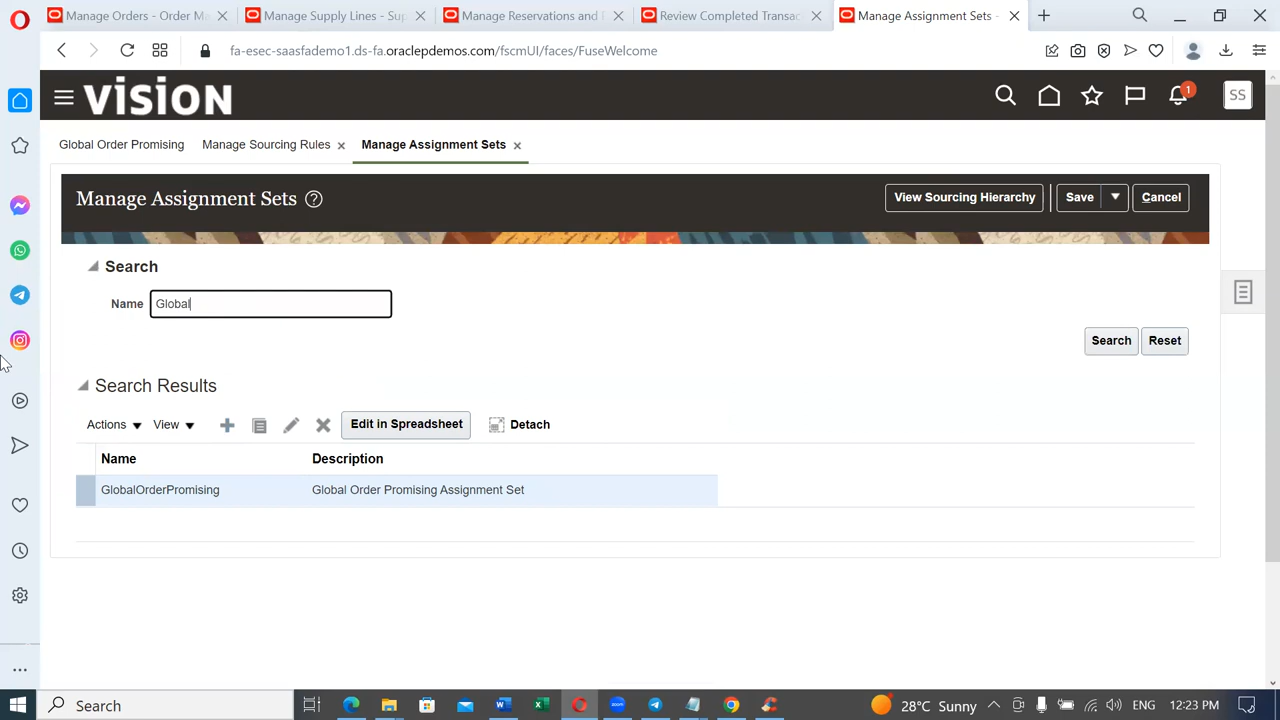 Manage Orders - Order Ma
Manage Supply Lines - Sup
Manage Reservations and P
Review Completed Transac
Manage Assignment Sets -
fa-esec-saasfademo1.ds-fa.oraclepdemos.com/fscmUI/faces/FuseWelcome
VISION
1
SS
Global Order Promising
Manage Sourcing Rules
Manage Assignment Sets
Manage Assignment Sets
View Sourcing Hierarchy
Save
Cancel
Search
Name
Global
Search
Reset
Search Results
Actions
View
Edit in Spreadsheet
Detach
Name
Description
GlobalOrderPromising
Global Order Promising Assignment Set
Search
28°C Sunny
ENG
12:23 PM